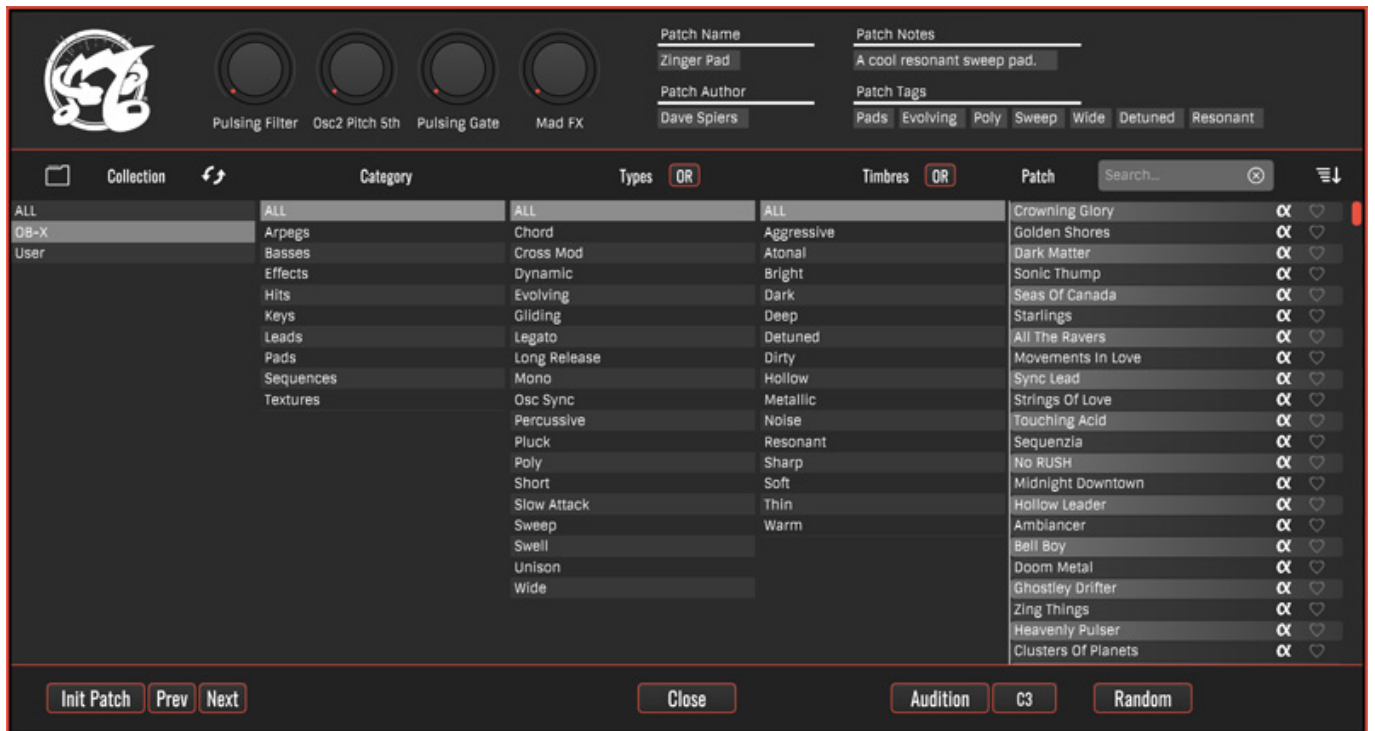 Patch Name
Patch Notes
Zinger Pad
A cool resonant sweep pad.
Patch Author
Patch Tags
Dave Spiers
Pads Evolving Poly Sweep Wide Detuned Resonant
Pulsing Filter Osc2 Pitch 5th Pulsing Gate Mad FX
Collection Category Types OR Timbres OR Patch Search...
ALL
OB-X
User
ALL
Arpegs
Basses
Effects
Hits
Keys
Leads
Pads
Sequences
Textures
ALL
Chord
Cross Mod
Dynamic
Evolving
Gliding
Legato
Long Release
Mono
Osc Sync
Percussive
Pluck
Poly
Short
Slow Attack
Sweep
Swell
Unison
Wide
ALL
Aggressive
Atonal
Bright
Dark
Deep
Detuned
Dirty
Hollow
Metallic
Noise
Resonant
Sharp
Soft
Thin
Warm
Crowning Glory α
Golden Shores α
Dark Matter α
Sonic Thump α
Seas Of Canada α
Starlings α
All The Ravers α
Movements In Love α
Sync Lead α
Strings Of Love α
Touching Acid α
Sequenzia α
No RUSH α
Midnight Downtown α
Hollow Leader α
Ambiancer α
Bell Boy α
Doom Metal α
Ghostley Drifter α
Zing Things α
Heavenly Pulser α
Clusters Of Planets α
Init Patch Prev Next Close Audition C3 Random